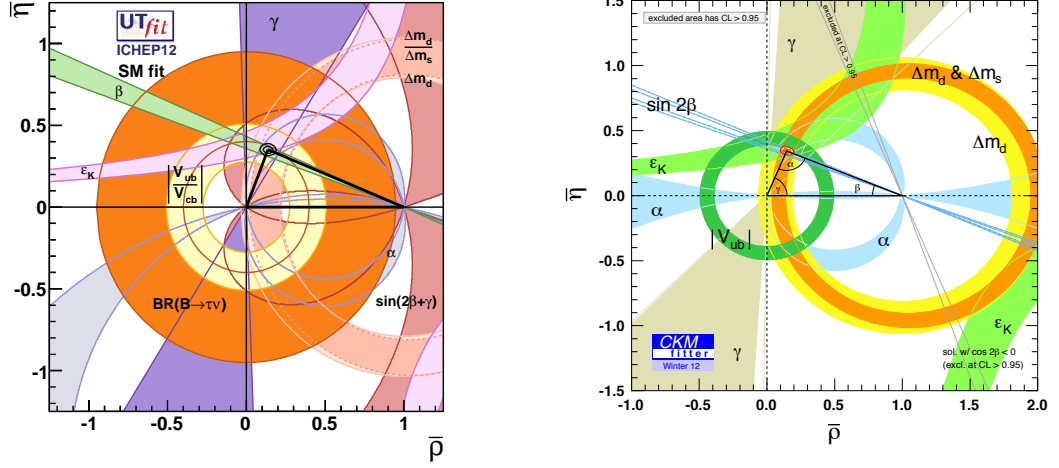 η̅
UTfit
ICHEP12
SM fit
γ
Δm_d
Δm_s
Δm_d
β
ε_K
|V_ub
V_cb|
α
BR(B→τν)
sin(2β+γ)
1
0.5
0
-0.5
-1
-1 -0.5 0 0.5 1
ρ̅
excluded area has CL > 0.95
γ
excluded at CL > 0.95
Δm_d & Δm_s
sin 2β
Δm_d
ε_K
α
α
γ
β
|V_ub|
α
ε_K
γ
CKM
fitter
Winter 12
sol. w/ cos 2β < 0
(excl. at CL > 0.95)
η̅
1.5
1.0
0.5
0.0
-0.5
-1.0
-1.5
-1.0 -0.5 0.0 0.5 1.0 1.5 2.0
ρ̅